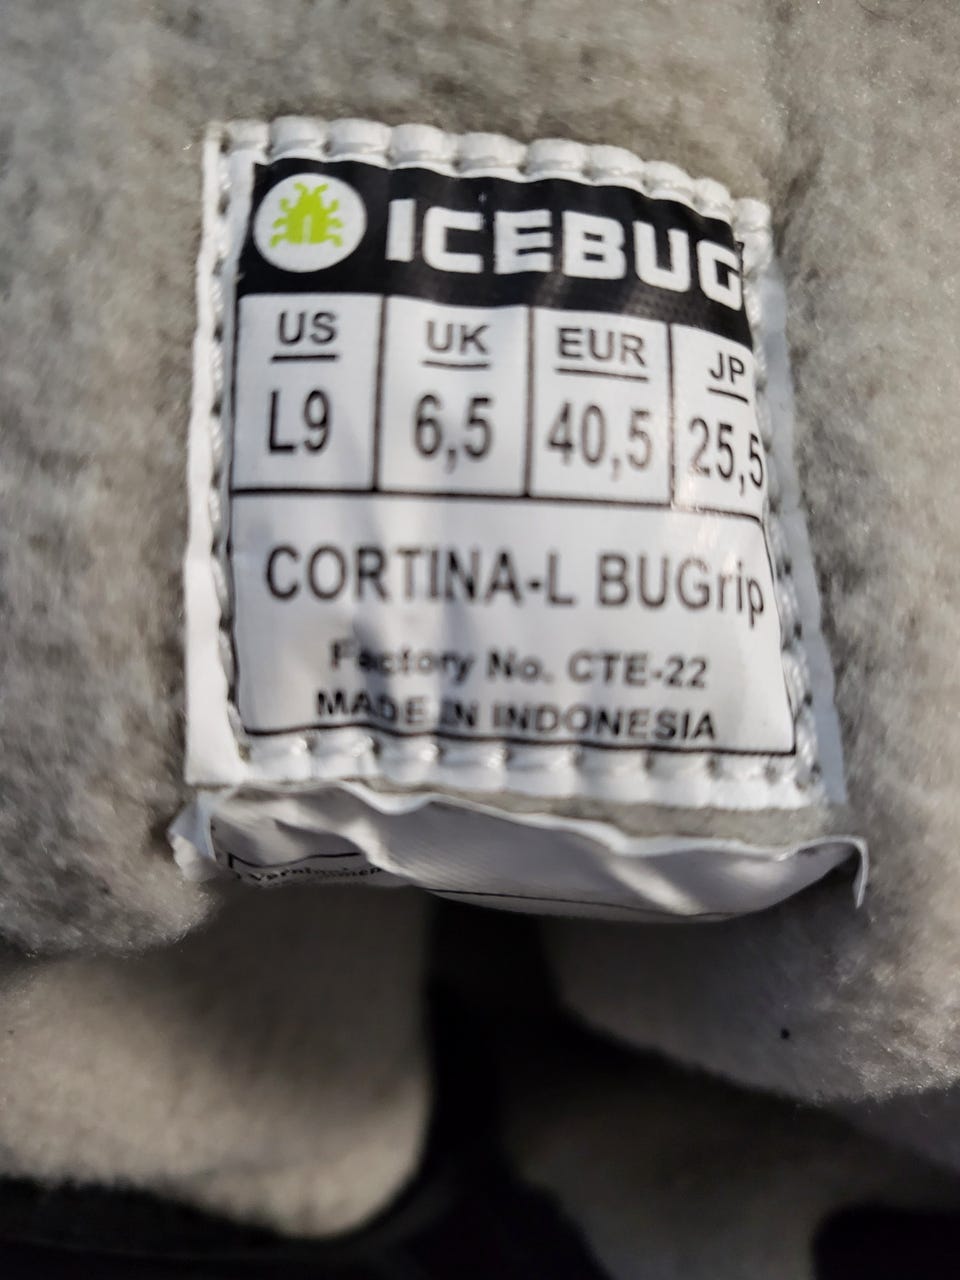 ICEBUG
US UK EUR JP
L9 6,5 40,5 25,5
CORTINA-L BUGrip
Factory No. CTE-22
MADE IN INDONESIA